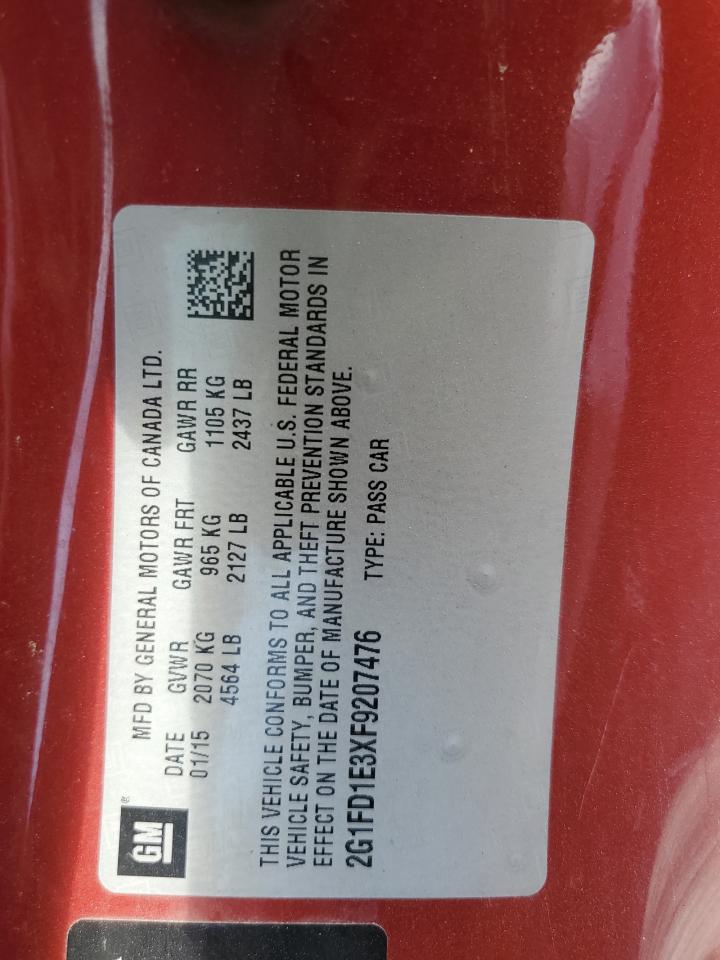 GM®
MFD BY GENERAL MOTORS OF CANADA LTD.
DATE GVWR GAWR FRT GAWR RR
01/15 2070 KG 965 KG 1105 KG
4564 LB 2127 LB 2437 LB
THIS VEHICLE CONFORMS TO ALL APPLICABLE U.S. FEDERAL MOTOR
VEHICLE SAFETY, BUMPER, AND THEFT PREVENTION STANDARDS IN
EFFECT ON THE DATE OF MANUFACTURE SHOWN ABOVE.
2G1FD1E3XF9207476 TYPE: PASS CAR